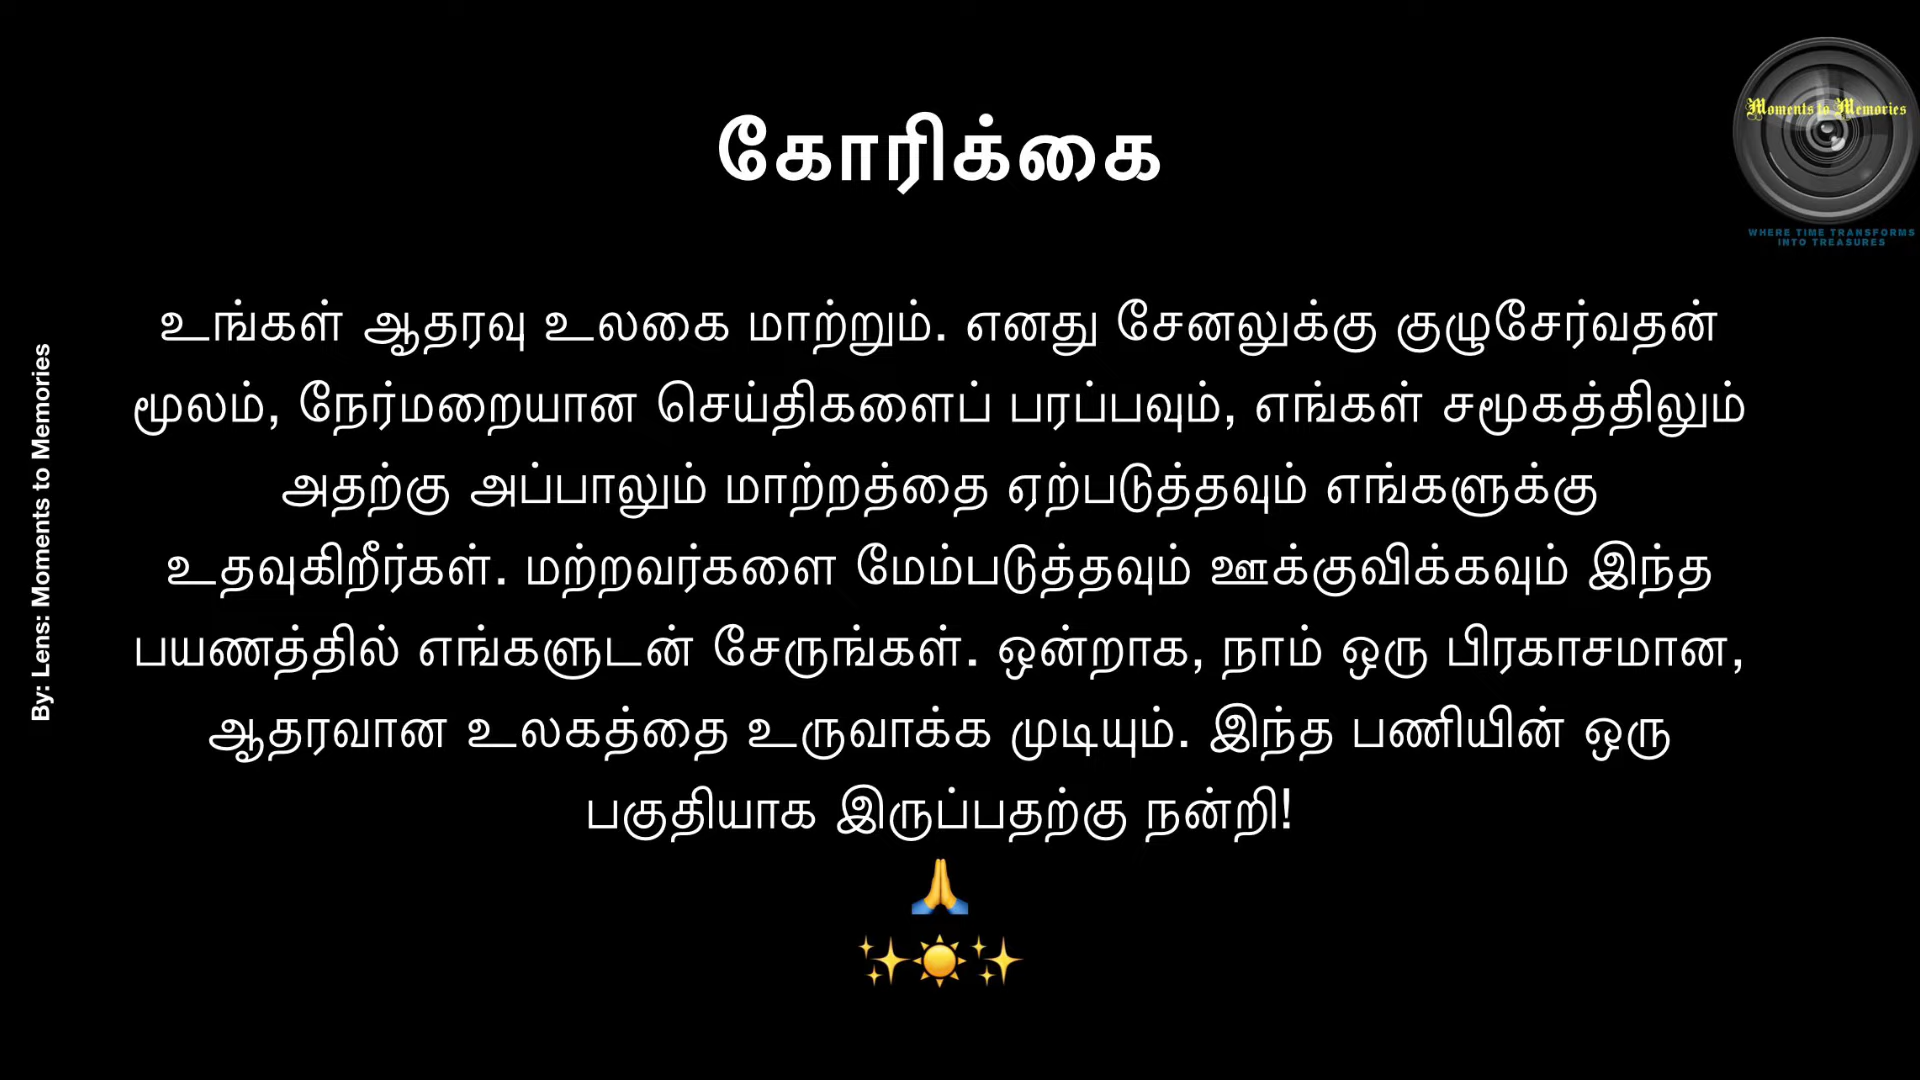 கோரிக்கை
Moments to Memories
WHERE TIME TRANSFORMS
INTO TREASURES
உங்கள் ஆதரவு உலகை மாற்றும். எனது சேனலுக்கு குழுசேர்வதன்
மூலம், நேர்மறையான செய்திகளைப் பரப்பவும், எங்கள் சமூகத்திலும்
அதற்கு அப்பாலும் மாற்றத்தை ஏற்படுத்தவும் எங்களுக்கு
உதவுகிறீர்கள். மற்றவர்களை மேம்படுத்தவும் ஊக்குவிக்கவும் இந்த
பயணத்தில் எங்களுடன் சேருங்கள். ஒன்றாக, நாம் ஒரு பிரகாசமான,
ஆதரவான உலகத்தை உருவாக்க முடியும். இந்த பணியின் ஒரு
பகுதியாக இருப்பதற்கு நன்றி!
🙏
✨☀️✨
By: Lens: Moments to Memories